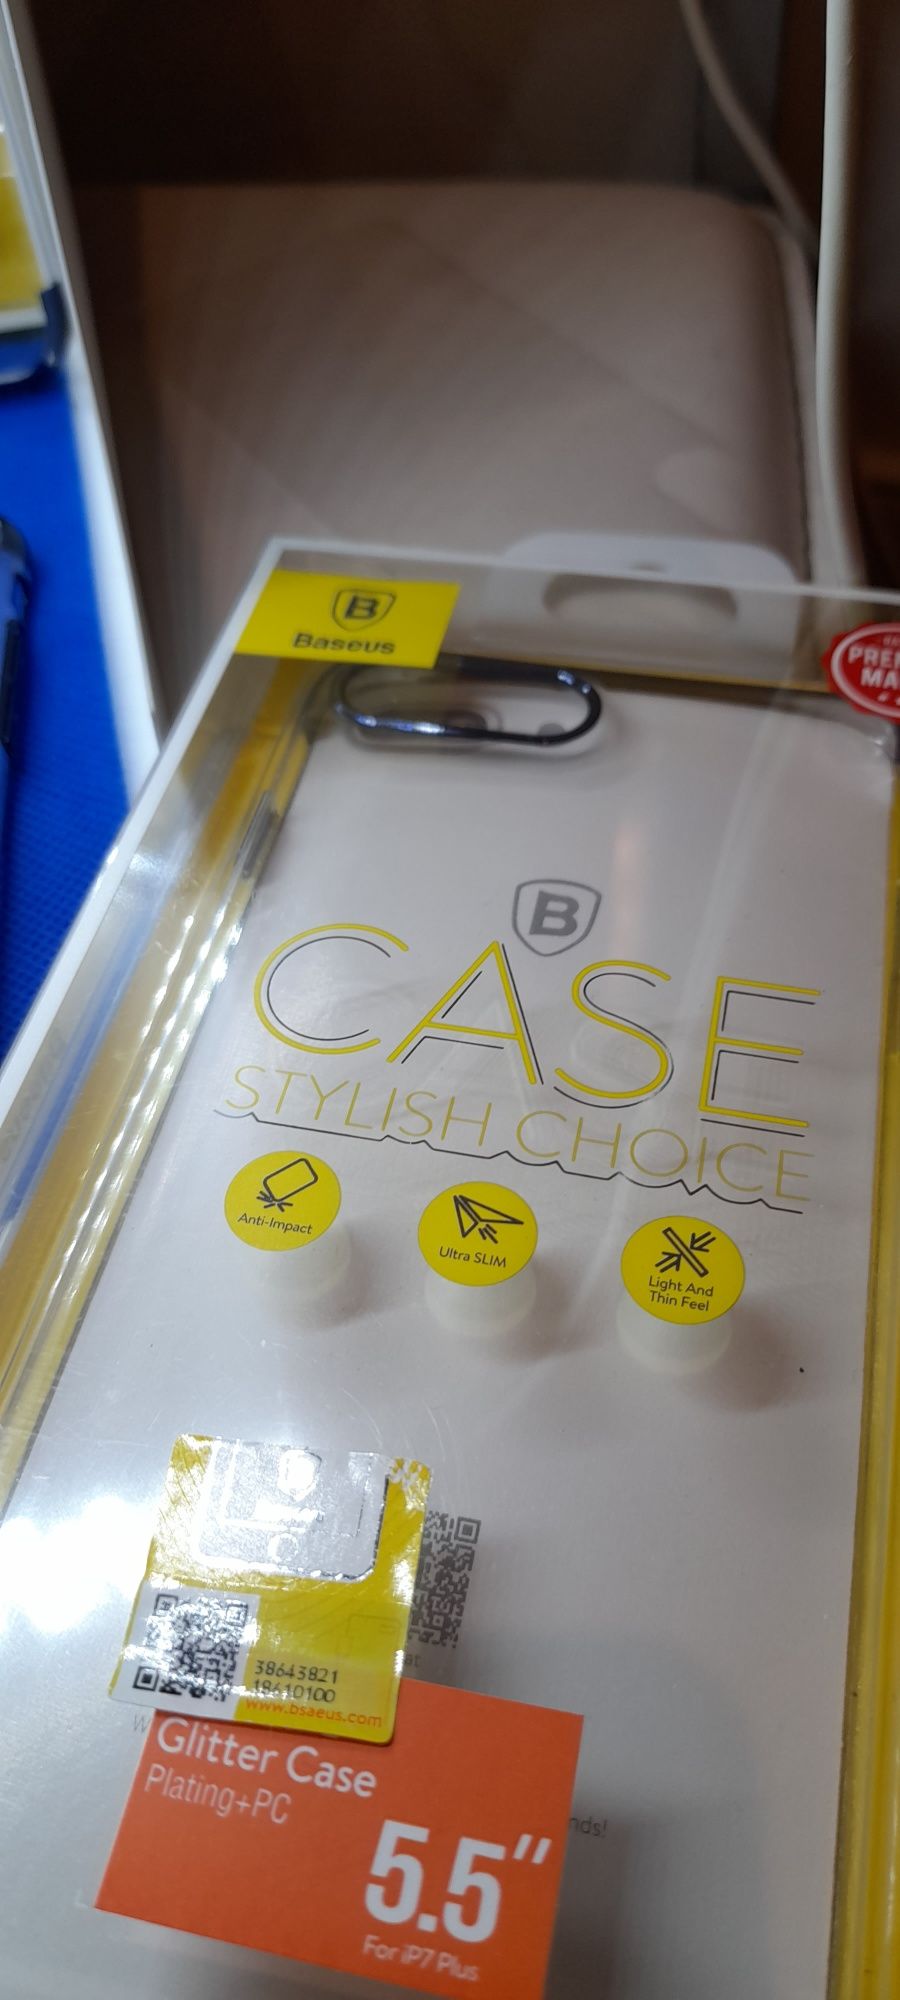 B
Baseus
B
CASE
STYLISH CHOICE
Anti-Impact
Ultra SLIM
Light And
Thin Feel
38643821
18610100
www.bsaeus.com
Glitter Case
Plating+PC
5.5"
For iP7 Plus